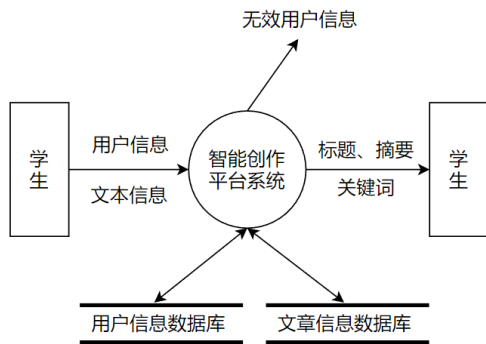 无效用户信息
学生
用户信息
文本信息
智能创作
平台系统
标题、摘要
关键词
学生
用户信息数据库
文章信息数据库